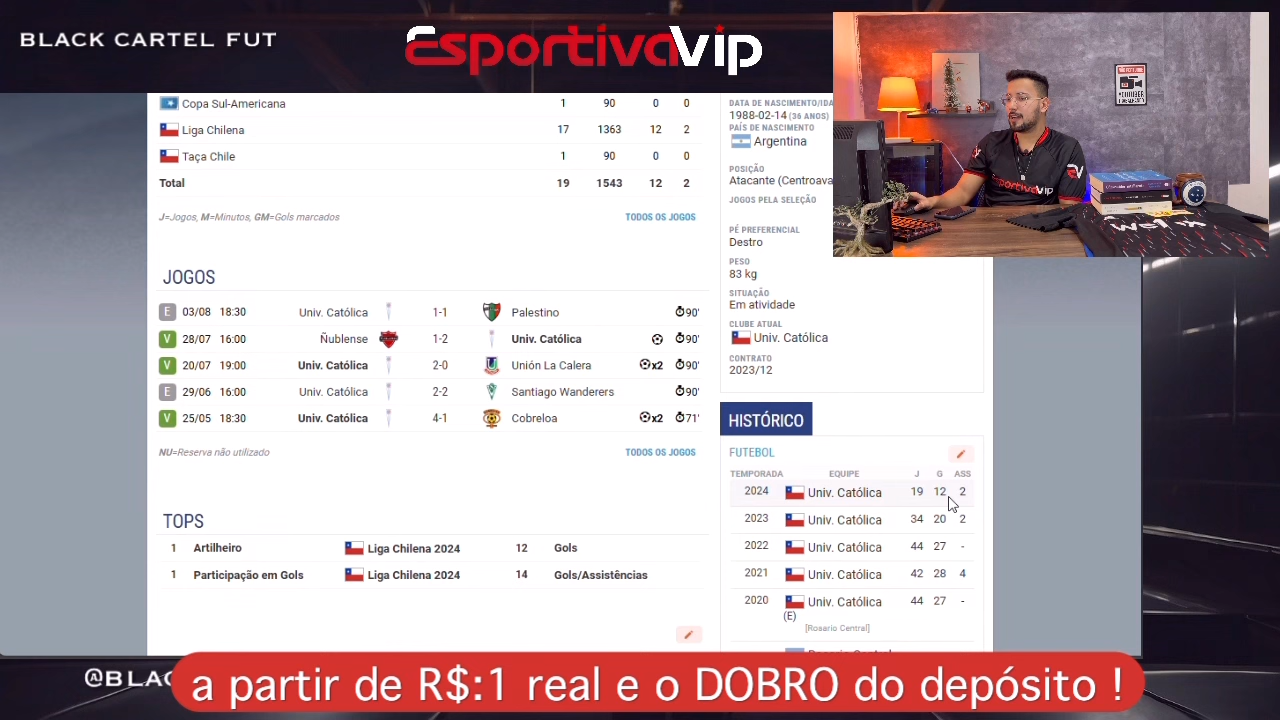 BLACK CARTEL FUT
EsportivaVip
Copa Sul-Americana 1 90 0 0
Liga Chilena 17 1363 12 2
Taça Chile 1 90 0 0
Total 19 1543 12 2
J=Jogos, M=Minutos, GM=Gols marcados TODOS OS JOGOS
JOGOS
E 03/08 18:30 Univ. Católica 1-1 Palestino 90'
V 28/07 16:00 Ñublense 1-2 Univ. Católica 90'
V 20/07 19:00 Univ. Católica 2-0 Unión La Calera x2 90'
E 29/06 16:00 Univ. Católica 2-2 Santiago Wanderers 90'
V 25/05 18:30 Univ. Católica 4-1 Cobreloa x2 71'
NU=Reserva não utilizado TODOS OS JOGOS
TOPS
1 Artilheiro Liga Chilena 2024 12 Gols
1 Participação em Gols Liga Chilena 2024 14 Gols/Assistências
DATA DE NASCIMENTO/IDA
1988-02-14 (36 ANOS)
PAÍS DE NASCIMENTO
Argentina
POSIÇÃO
Atacante (Centroava
JOGOS PELA SELEÇÃO
PÉ PREFERENCIAL
Destro
PESO
83 kg
SITUAÇÃO
Em atividade
CLUBE ATUAL
Univ. Católica
CONTRATO
2023/12
HISTÓRICO
FUTEBOL
TEMPORADA EQUIPE J G ASS
2024 Univ. Católica 19 12 2
2023 Univ. Católica 34 20 2
2022 Univ. Católica 44 27 -
2021 Univ. Católica 42 28 4
2020 Univ. Católica 44 27 -
(E)
[Rosario Central]
EsportivaVip
@BLAC
a partir de R$:1 real e o DOBRO do depósito !